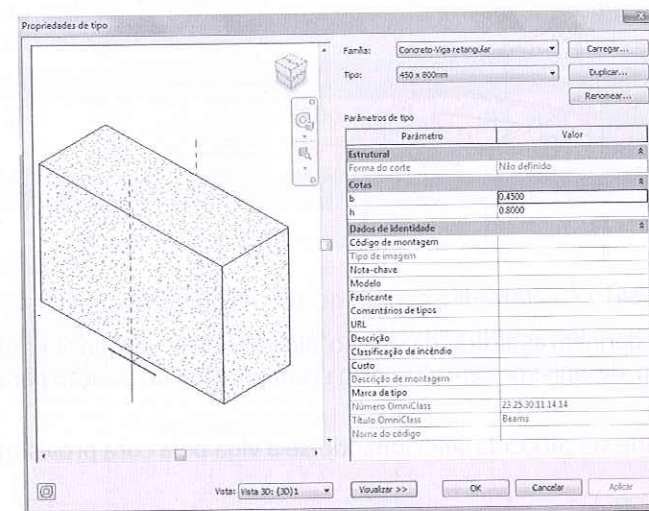 Propriedades de tipo
Família: Concreto-Viga retangular Carregar...
Tipo: 450 x 800mm Duplicar...
Renomear...
Parâmetros de tipo
Parâmetro Valor
Estrutural
Forma do corte Não definido
Cotas
b 0.4500
h 0.8000
Dados de identidade
Código de montagem
Tipo de imagem
Nota-chave
Modelo
Fabricante
Comentários de tipos
URL
Descrição
Classificação de incêndio
Custo
Descrição de montagem
Marca de tipo
Número OmniClass 23.25.30.11.14.14
Título OmniClass Beams
Nome do código
Vista: Vista 3D: {3D}1 Visualizar >> OK Cancelar Aplicar